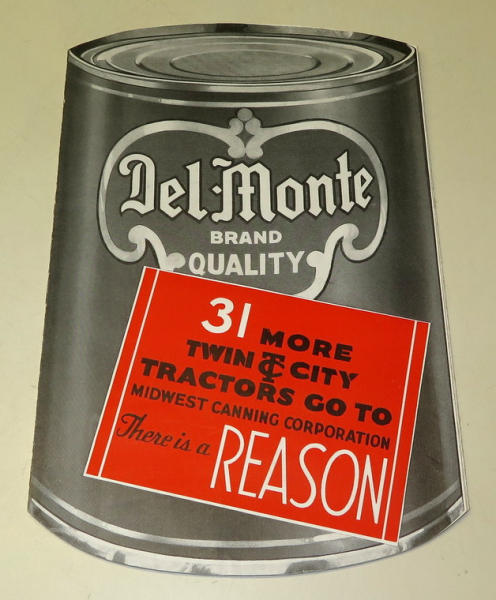 Del Monte
BRAND
QUALITY
31 MORE
TWIN TC CITY
TRACTORS GO TO
MIDWEST CANNING CORPORATION
There is a REASON